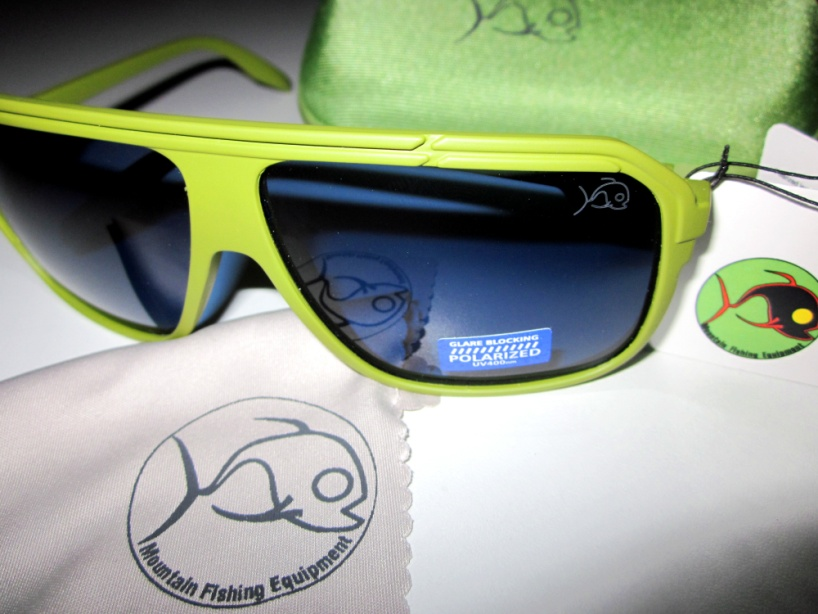 GLARE BLOCKING
POLARIZED
UV400
Mountain Fishing Equipment
Mountain Fishing Equipment